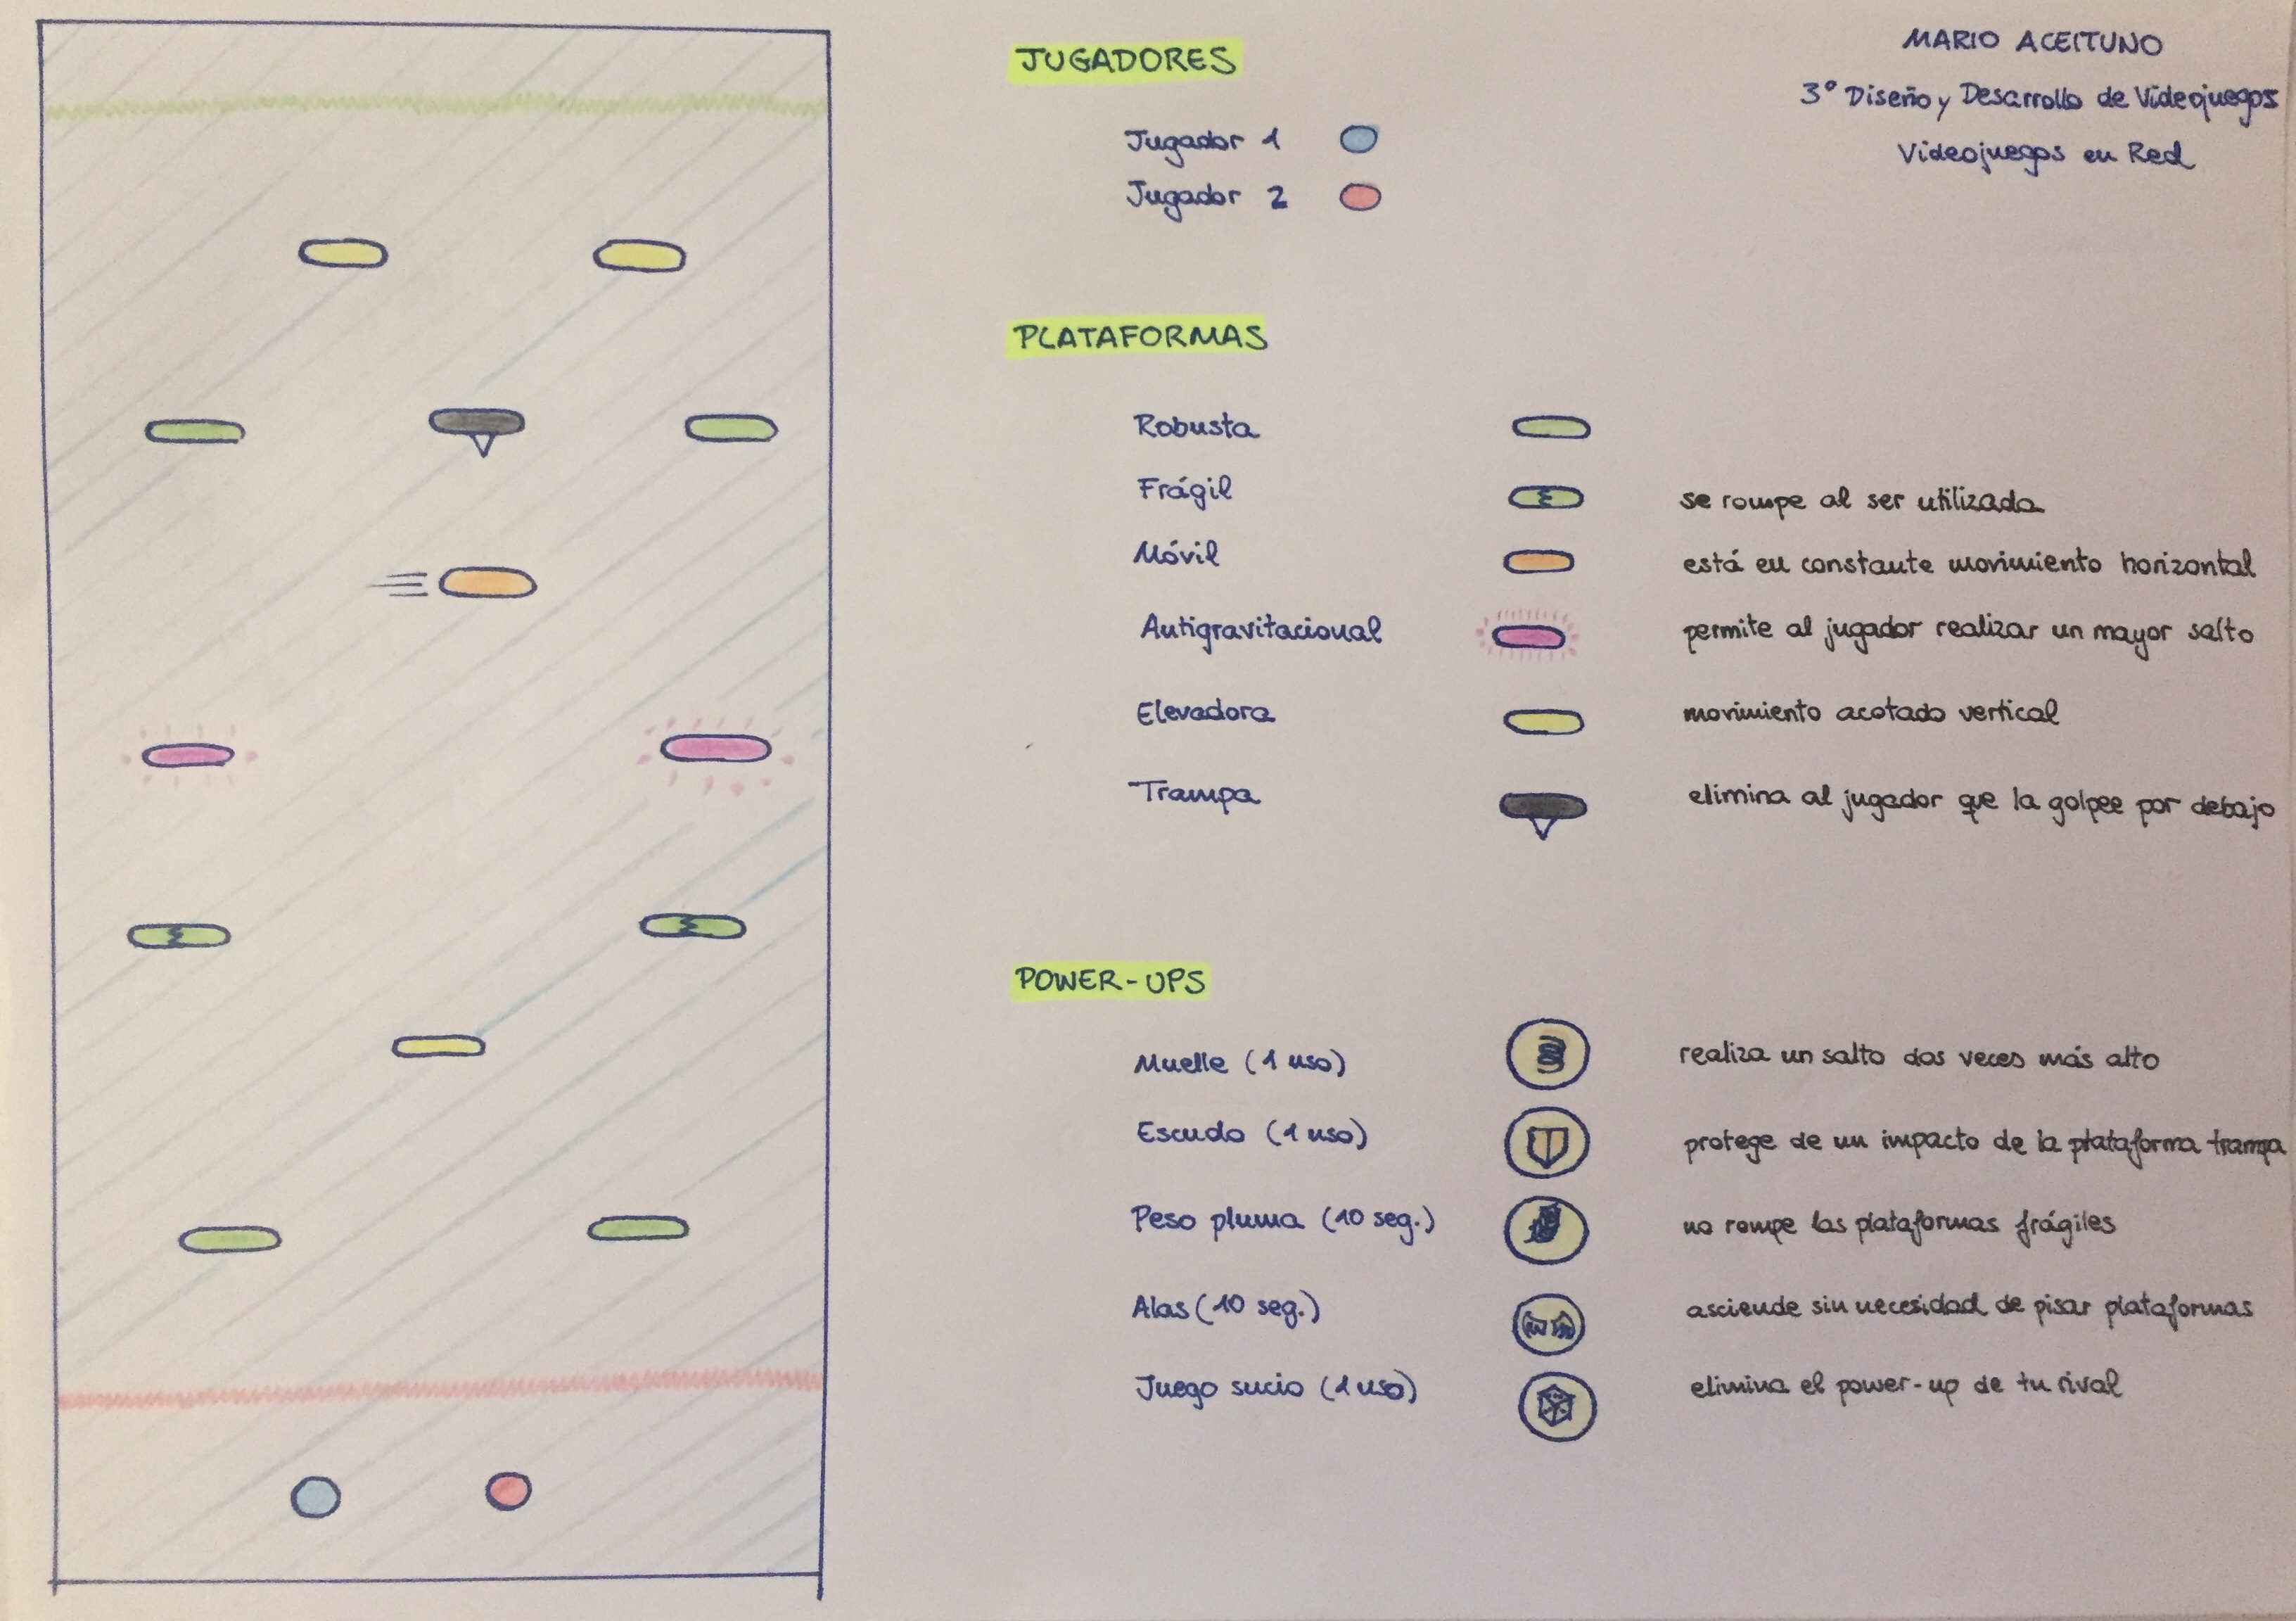 MARIO ACEITUNO
3º Diseño y Desarrollo de Videojuegos
Videojuegos en Red
JUGADORES
Jugador 1
Jugador 2
PLATAFORMAS
Robusta
Frágil se rompe al ser utilizada
Móvil está en constante movimiento horizontal
Antigravitacional permite al jugador realizar un mayor salto
Elevadora movimiento acotado vertical
Trampa elimina al jugador que la golpee por debajo
POWER-UPS
Muelle (1 uso) realiza un salto dos veces más alto
Escudo (1 uso) protege de un impacto de la plataforma trampa
Peso pluma (10 seg.) no rompe las plataformas frágiles
Alas (10 seg.) asciende sin necesidad de pisar plataformas
Juego sucio (1 uso) elimina el power-up de tu rival